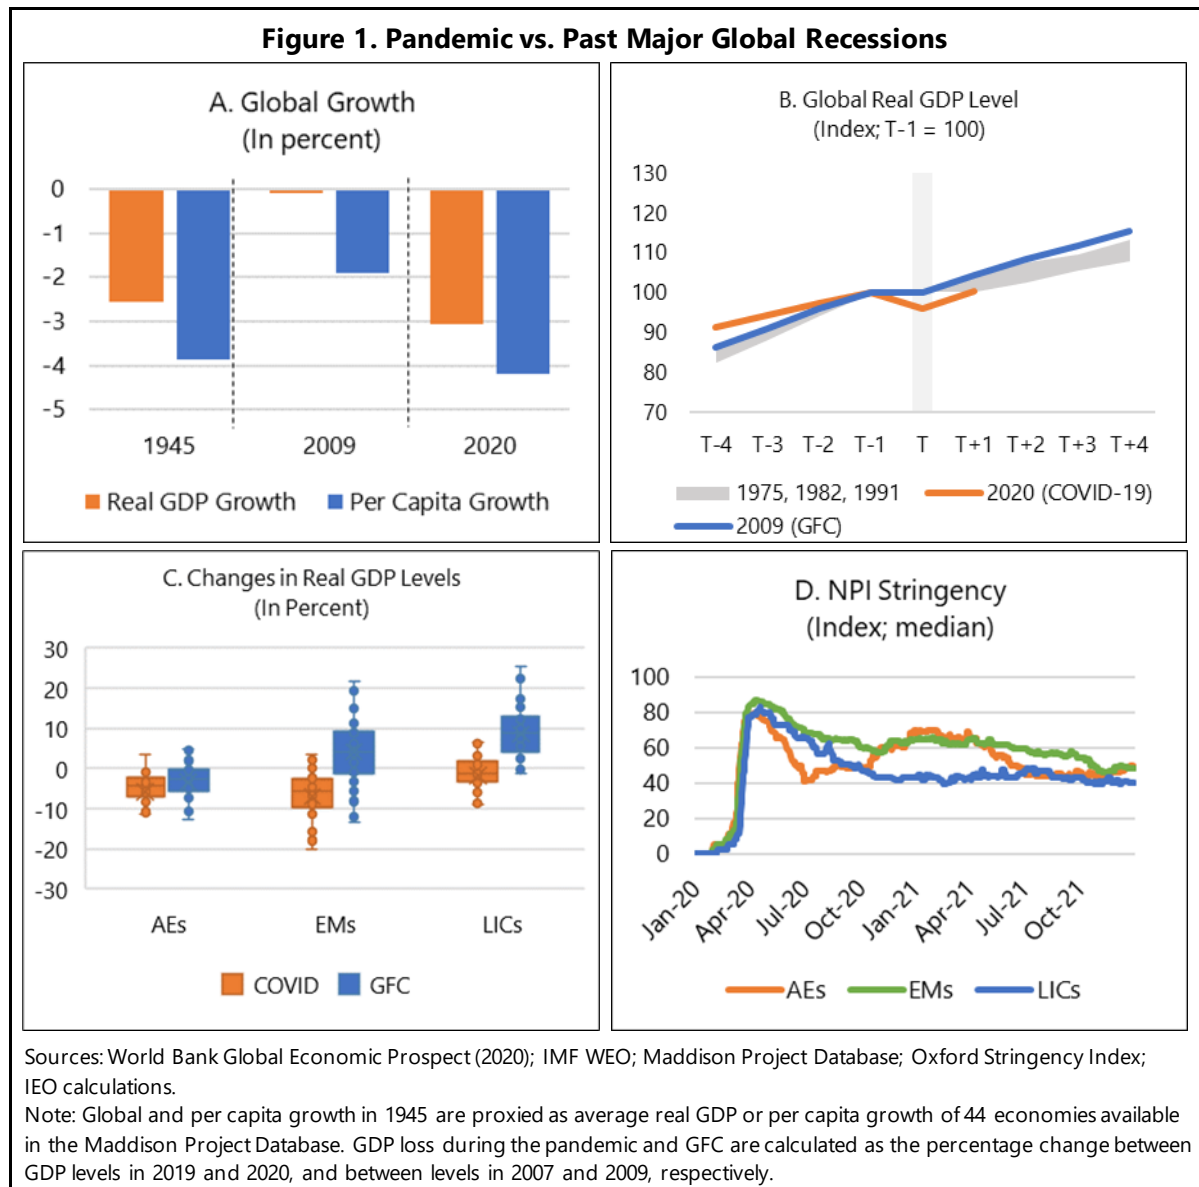 Figure 1. Pandemic vs. Past Major Global Recessions
A. Global Growth
(In percent)
0
-1
-2
-3
-4
-5
1945 2009 2020
Real GDP Growth Per Capita Growth
B. Global Real GDP Level
(Index; T-1 = 100)
130
120
110
100
90
80
70
T-4 T-3 T-2 T-1 T T+1 T+2 T+3 T+4
1975, 1982, 1991 2020 (COVID-19)
2009 (GFC)
C. Changes in Real GDP Levels
(In Percent)
30
20
10
0
-10
-20
-30
AEs EMs LICs
COVID GFC
D. NPI Stringency
(Index; median)
100
80
60
40
20
0
Jan-20 Apr-20 Jul-20 Oct-20 Jan-21 Apr-21 Jul-21 Oct-21
AEs EMs LICs
Sources: World Bank Global Economic Prospect (2020); IMF WEO; Maddison Project Database; Oxford Stringency Index;
IEO calculations.
Note: Global and per capita growth in 1945 are proxied as average real GDP or per capita growth of 44 economies available
in the Maddison Project Database. GDP loss during the pandemic and GFC are calculated as the percentage change between
GDP levels in 2019 and 2020, and between levels in 2007 and 2009, respectively.